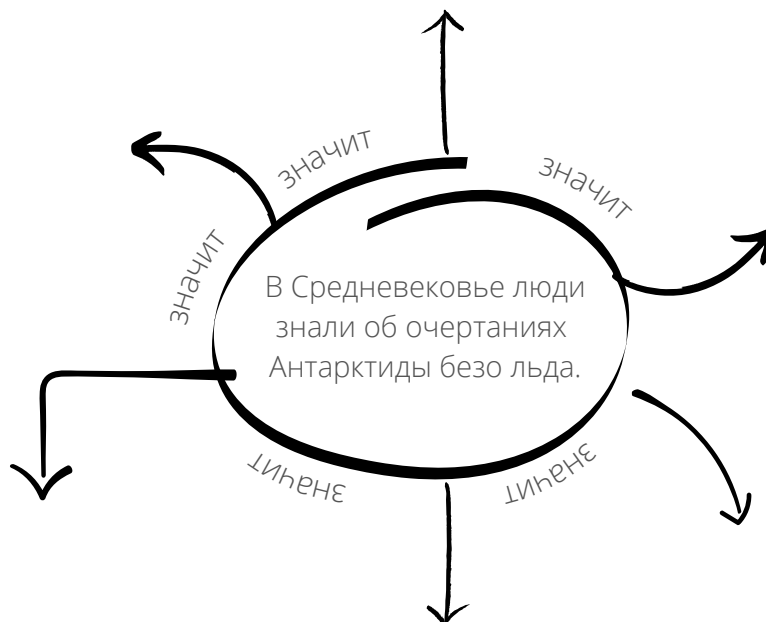 значит
значит
значит
В Средневековье люди
знали об очертаниях
Антарктиды безо льда.
значит
значит